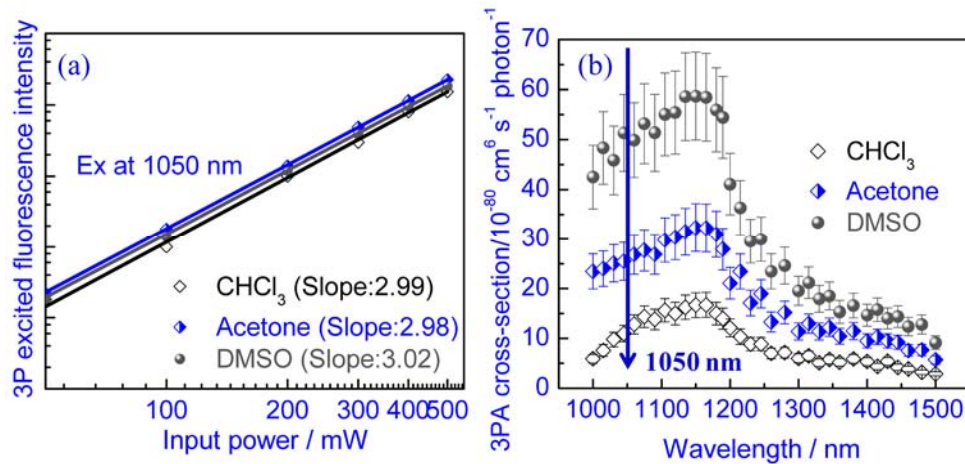 (a)
3P excited fluorescence intensity
Ex at 1050 nm
CHCl₃ (Slope:2.99)
Acetone (Slope:2.98)
DMSO (Slope:3.02)
100
200
300
400
500
Input power / mW
(b)
3PA cross-section/10⁻⁸⁰ cm⁶ s⁻¹ photon⁻¹
70
60
50
40
30
20
10
0
CHCl₃
Acetone
DMSO
1050 nm
1000
1100
1200
1300
1400
1500
Wavelength / nm